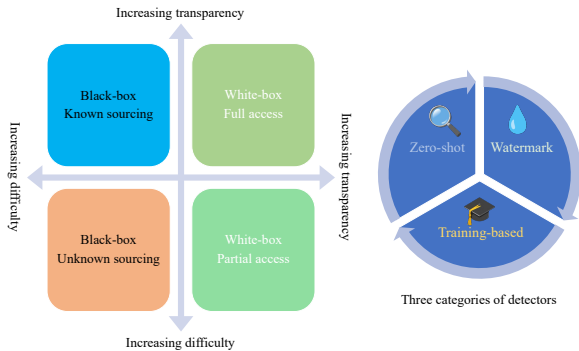 Increasing transparency
Black-box
Known sourcing
White-box
Full access
Increasing difficulty
Increasing transparency
Black-box
Unknown sourcing
White-box
Partial access
Increasing difficulty
Zero-shot
Watermark
Training-based
Three categories of detectors